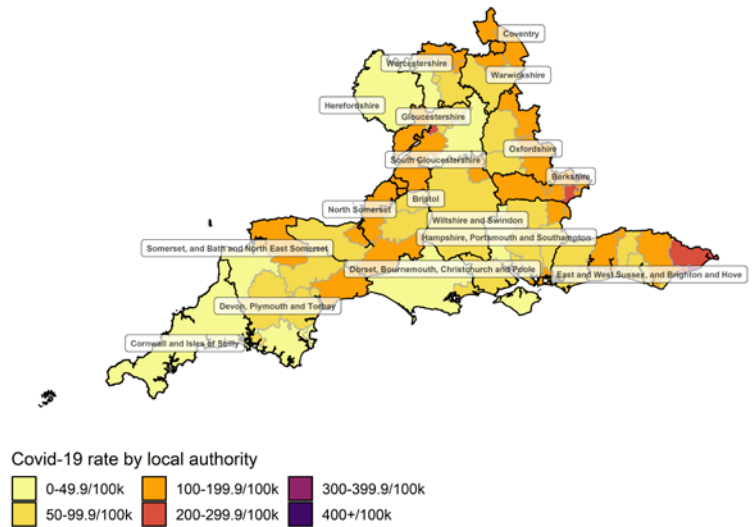 Coventry
Worcestershire
Warwickshire
Herefordshire
Gloucestershire
Oxfordshire
South Gloucestershire
Berkshire
Bristol
North Somerset
Wiltshire and Swindon
Hampshire, Portsmouth and Southampton
Somerset, and Bath and North East Somerset
Dorset, Bournemouth, Christchurch and Poole
East and West Sussex, and Brighton and Hove
Devon, Plymouth and Torbay
Cornwall and Isles of Scilly
Covid-19 rate by local authority
0-49.9/100k 100-199.9/100k 300-399.9/100k
50-99.9/100k 200-299.9/100k 400+/100k